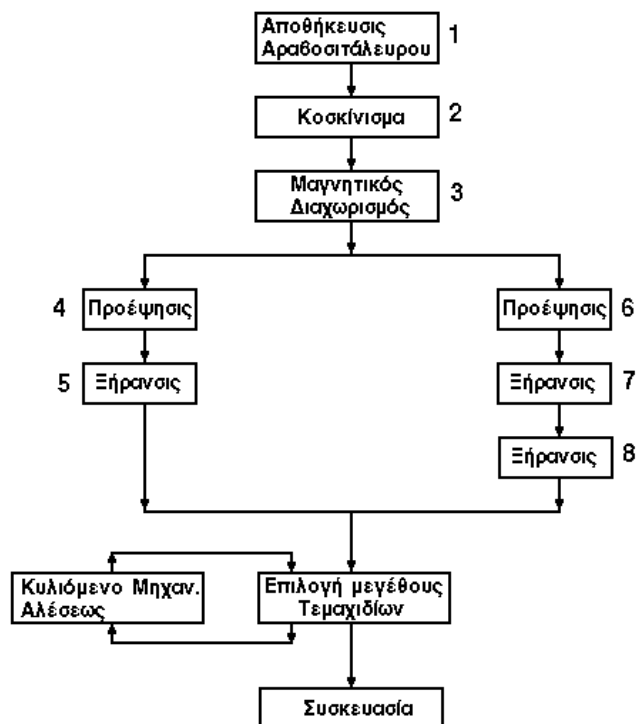 Αποθήκευσις
Αραβοσιτάλευρου
1
Κοσκίνισμα
2
Μαγνητικός
Διαχωρισμός
3
4
Προέψησις
Προέψησις
6
5
Ξήρανσις
Ξήρανσις
7
Ξήρανσις
8
Κυλιόμενο Μηχαν.
Αλέσεως
Επιλογή μεγέθους
Τεμαχιδίων
Συσκευασία